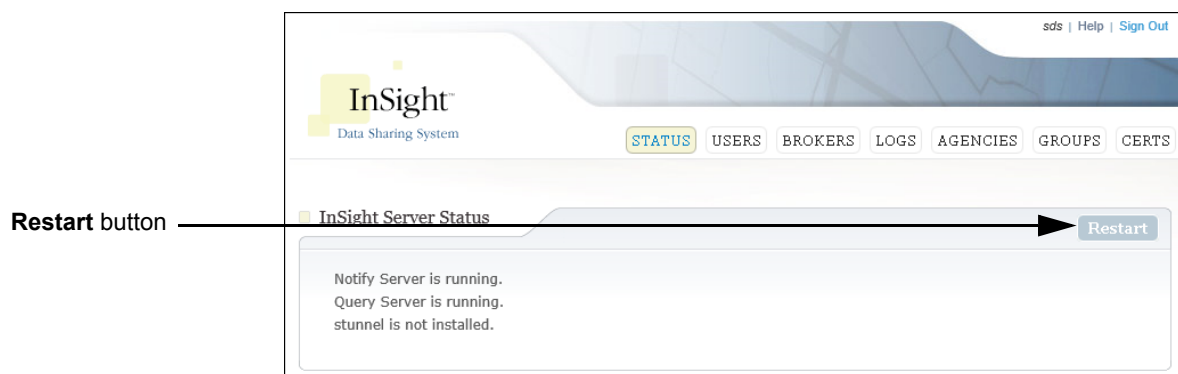 sds | Help | Sign Out
InSight™
Data Sharing System
STATUS USERS BROKERS LOGS AGENCIES GROUPS CERTS
Restart button
InSight Server Status
Restart
Notify Server is running.
Query Server is running.
stunnel is not installed.